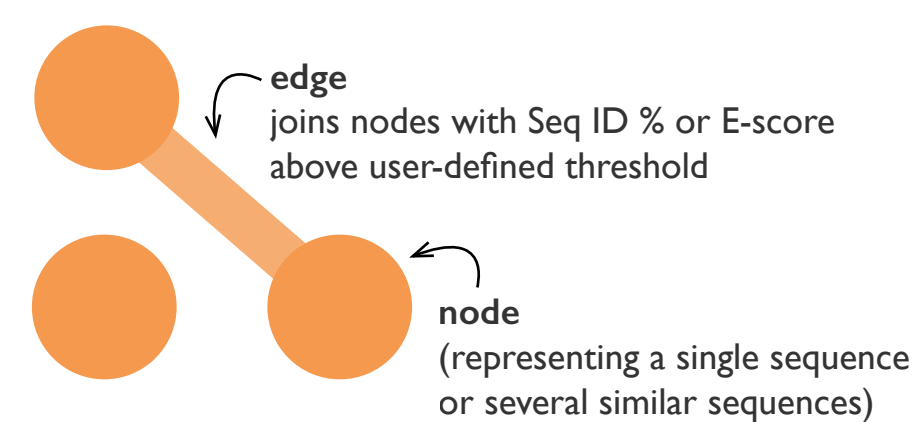 edge
joins nodes with Seq ID % or E-score
above user-defined threshold
node
(representing a single sequence
or several similar sequences)